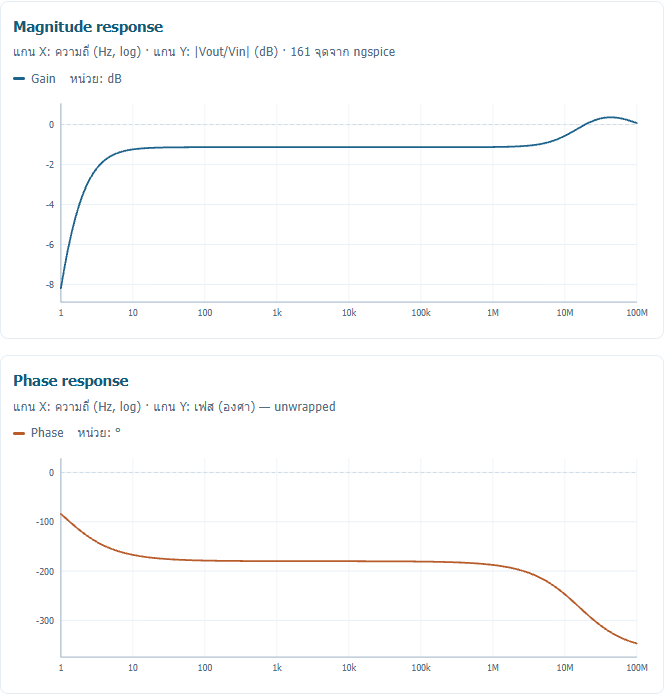 Magnitude response
แกน X: ความถี่ (Hz, log) · แกน Y: |Vout/Vin| (dB) · 161 จุดจาก ngspice
Gain หน่วย: dB
0
-2
-4
-6
-8
1 10 100 1k 10k 100k 1M 10M 100M
Phase response
แกน X: ความถี่ (Hz, log) · แกน Y: เฟส (องศา) — unwrapped
Phase หน่วย: °
0
-100
-200
-300
1 10 100 1k 10k 100k 1M 10M 100M